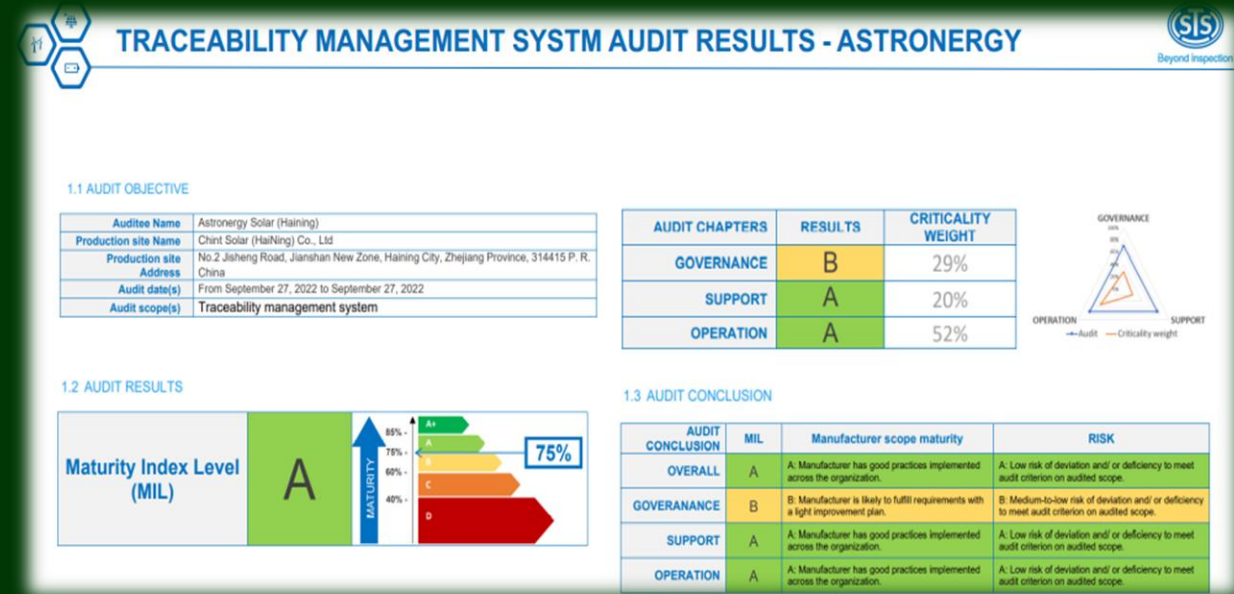 TRACEABILITY MANAGEMENT SYSTM AUDIT RESULTS - ASTRONERGY
STS
Beyond inspection
1.1 AUDIT OBJECTIVE
Auditee Name Astronergy Solar (Haining)
Production site Name Chint Solar (HaiNing) Co., Ltd
Production site Address No.2 Jisheng Road, Jianshan New Zone, Haining City, Zhejiang Province, 314415 P. R.
China
Audit date(s) From September 27, 2022 to September 27, 2022
Audit scope(s) Traceability management system
AUDIT CHAPTERS RESULTS CRITICALITY WEIGHT
GOVERNANCE B 29%
SUPPORT A 20%
OPERATION A 52%
GOVERNANCE
100%
80%
OPERATION
SUPPORT
Audit Criticality weight
1.2 AUDIT RESULTS
Maturity Index Level
(MIL)
A
MATURITY
85% -
75% -
60% -
40% -
A+
A
B
C
D
75%
1.3 AUDIT CONCLUSION
AUDIT CONCLUSION MIL Manufacturer scope maturity RISK
OVERALL A A: Manufacturer has good practices implemented across the organization. A: Low risk of deviation and/ or deficiency to meet audit criterion on audited scope.
GOVERANANCE B B: Manufacturer is likely to fulfill requirements with a light improvement plan. B: Medium-to-low risk of deviation and/ or deficiency to meet audit criterion on audited scope.
SUPPORT A A: Manufacturer has good practices implemented across the organization. A: Low risk of deviation and/ or deficiency to meet audit criterion on audited scope.
OPERATION A A: Manufacturer has good practices implemented across the organization. A: Low risk of deviation and/ or deficiency to meet audit criterion on audited scope.